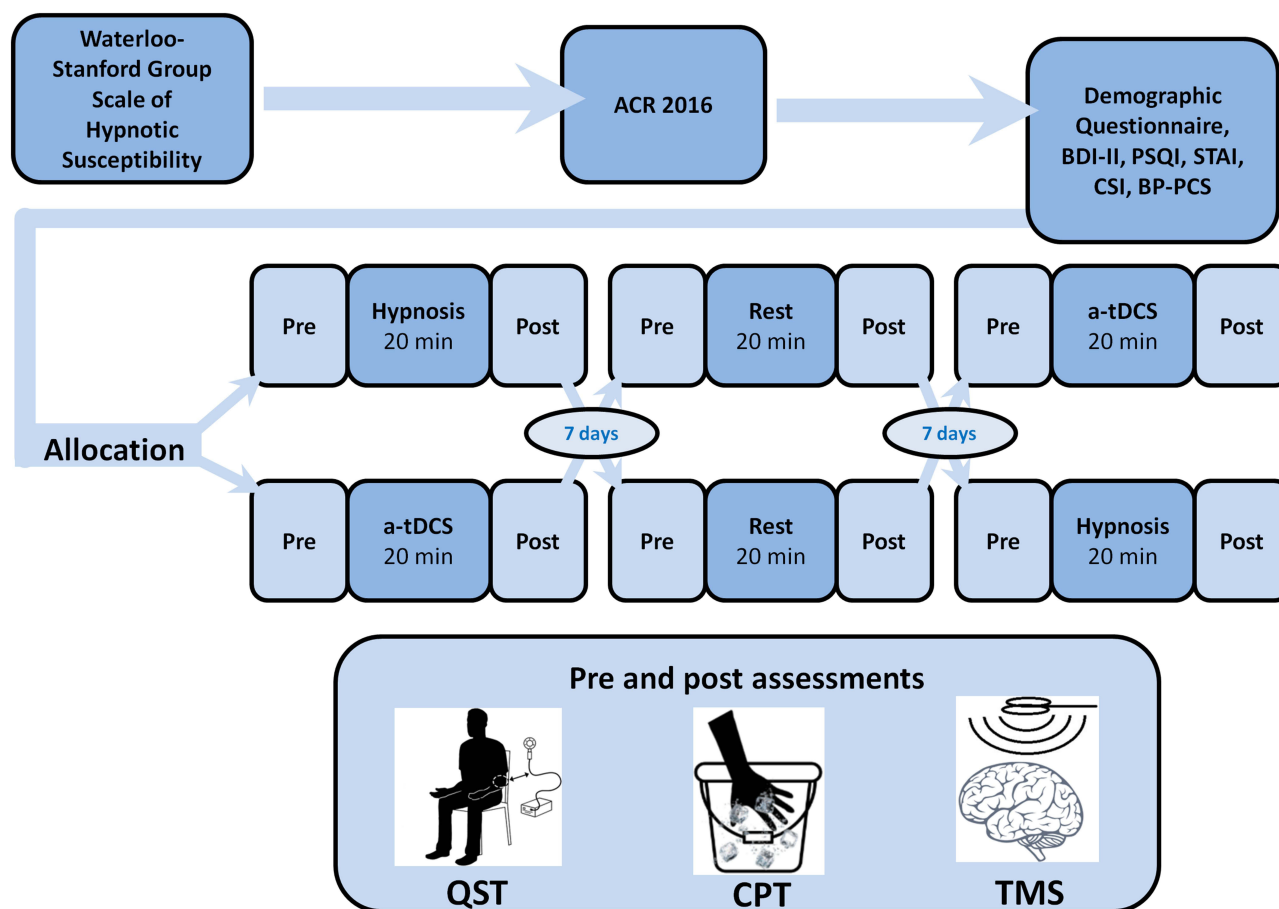 Waterloo-
Stanford Group
Scale of
Hypnotic
Susceptibility
ACR 2016
Demographic
Questionnaire,
BDI-II, PSQI, STAI,
CSI, BP-PCS
Pre
Hypnosis
20 min
Post
Pre
Rest
20 min
Post
Pre
a-tDCS
20 min
Post
7 days
7 days
Allocation
Pre
a-tDCS
20 min
Post
Pre
Rest
20 min
Post
Pre
Hypnosis
20 min
Post
Pre and post assessments
QST
CPT
TMS